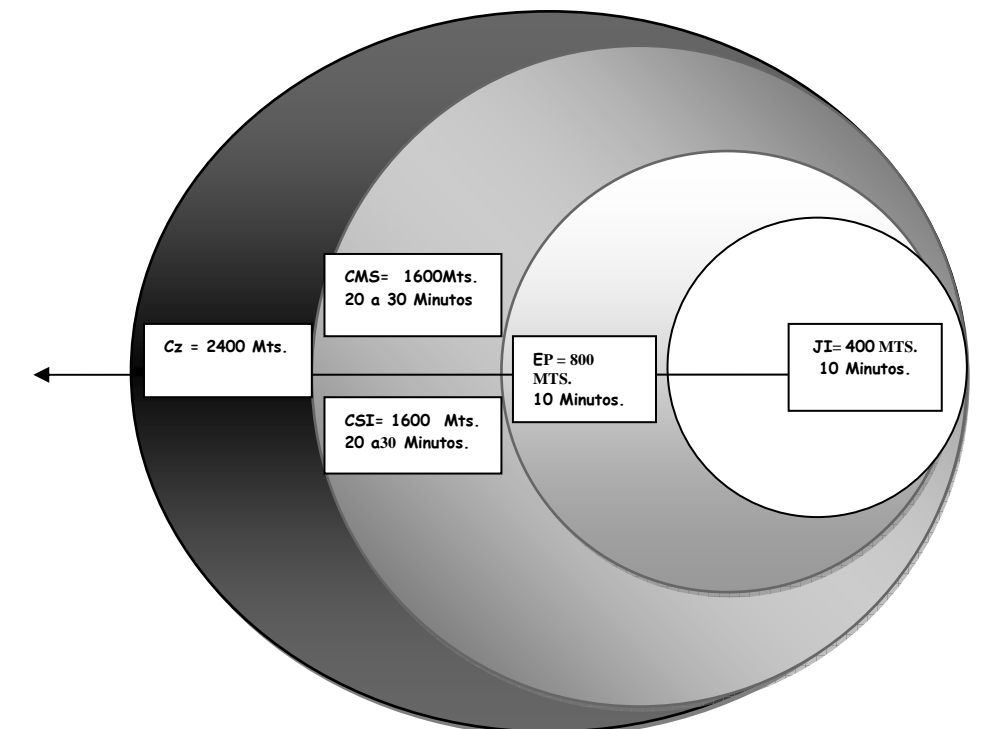 CMS= 1600Mts.
20 a 30 Minutos
Cz = 2400 Mts.
CSI= 1600 Mts.
20 a30 Minutos.
EP = 800
MTS.
10 Minutos.
JI= 400 MTS.
10 Minutos.